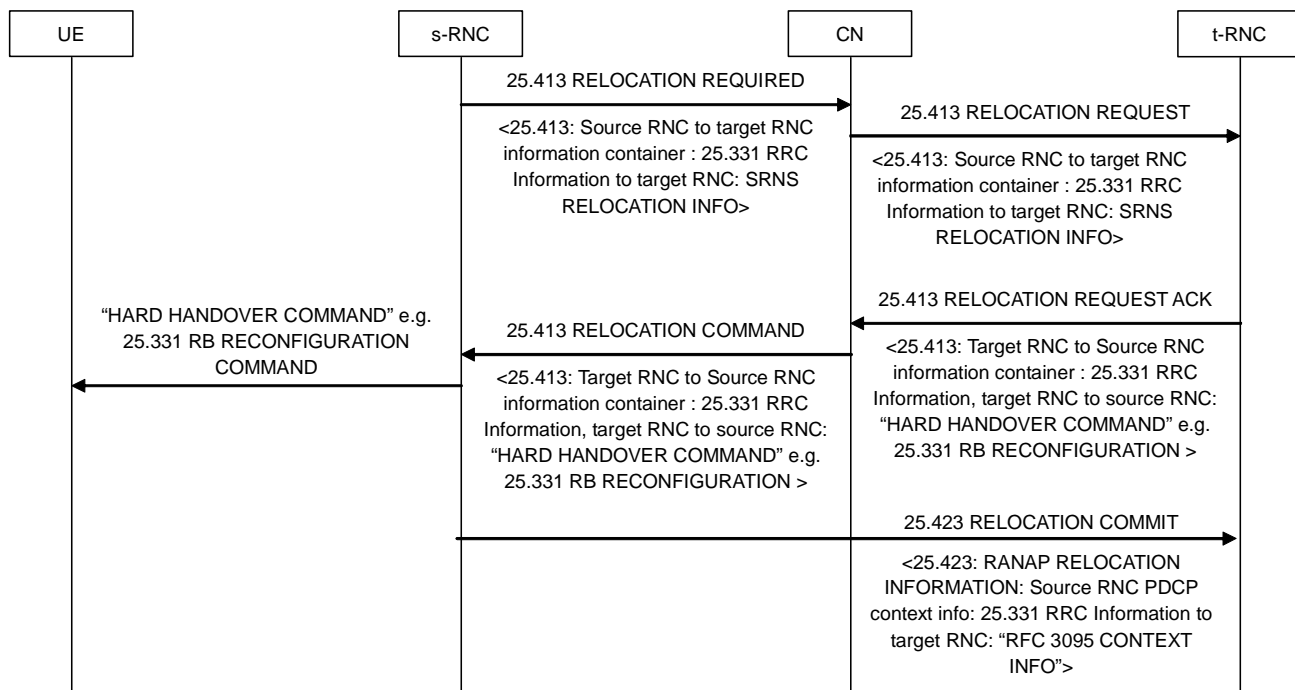 UE
s-RNC
CN
t-RNC
25.413 RELOCATION REQUIRED
<25.413: Source RNC to target RNC
information container : 25.331 RRC
Information to target RNC: SRNS
RELOCATION INFO>
25.413 RELOCATION REQUEST
<25.413: Source RNC to target RNC
information container : 25.331 RRC
Information to target RNC: SRNS
RELOCATION INFO>
25.413 RELOCATION REQUEST ACK
<25.413: Target RNC to Source RNC
information container : 25.331 RRC
Information, target RNC to source RNC:
“HARD HANDOVER COMMAND” e.g.
25.331 RB RECONFIGURATION >
25.413 RELOCATION COMMAND
<25.413: Target RNC to Source RNC
information container : 25.331 RRC
Information, target RNC to source RNC:
“HARD HANDOVER COMMAND” e.g.
25.331 RB RECONFIGURATION >
“HARD HANDOVER COMMAND” e.g.
25.331 RB RECONFIGURATION
COMMAND
25.423 RELOCATION COMMIT
<25.423: RANAP RELOCATION
INFORMATION: Source RNC PDCP
context info: 25.331 RRC Information to
target RNC: “RFC 3095 CONTEXT
INFO”>